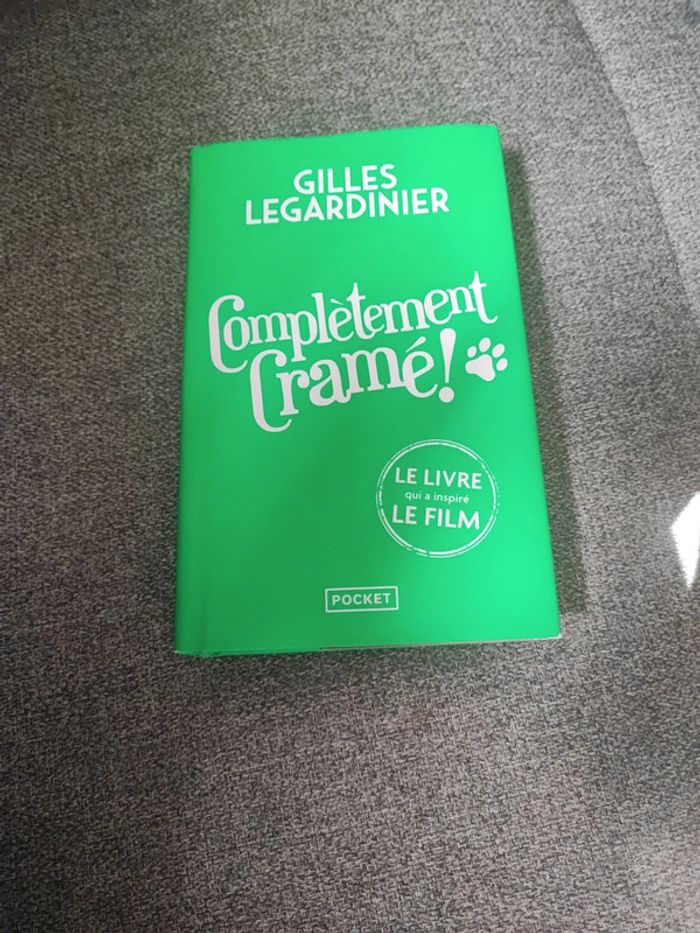 GILLES
LEGARDINIER
Complètement
Cramé!
LE LIVRE
qui a inspiré
LE FILM
POCKET